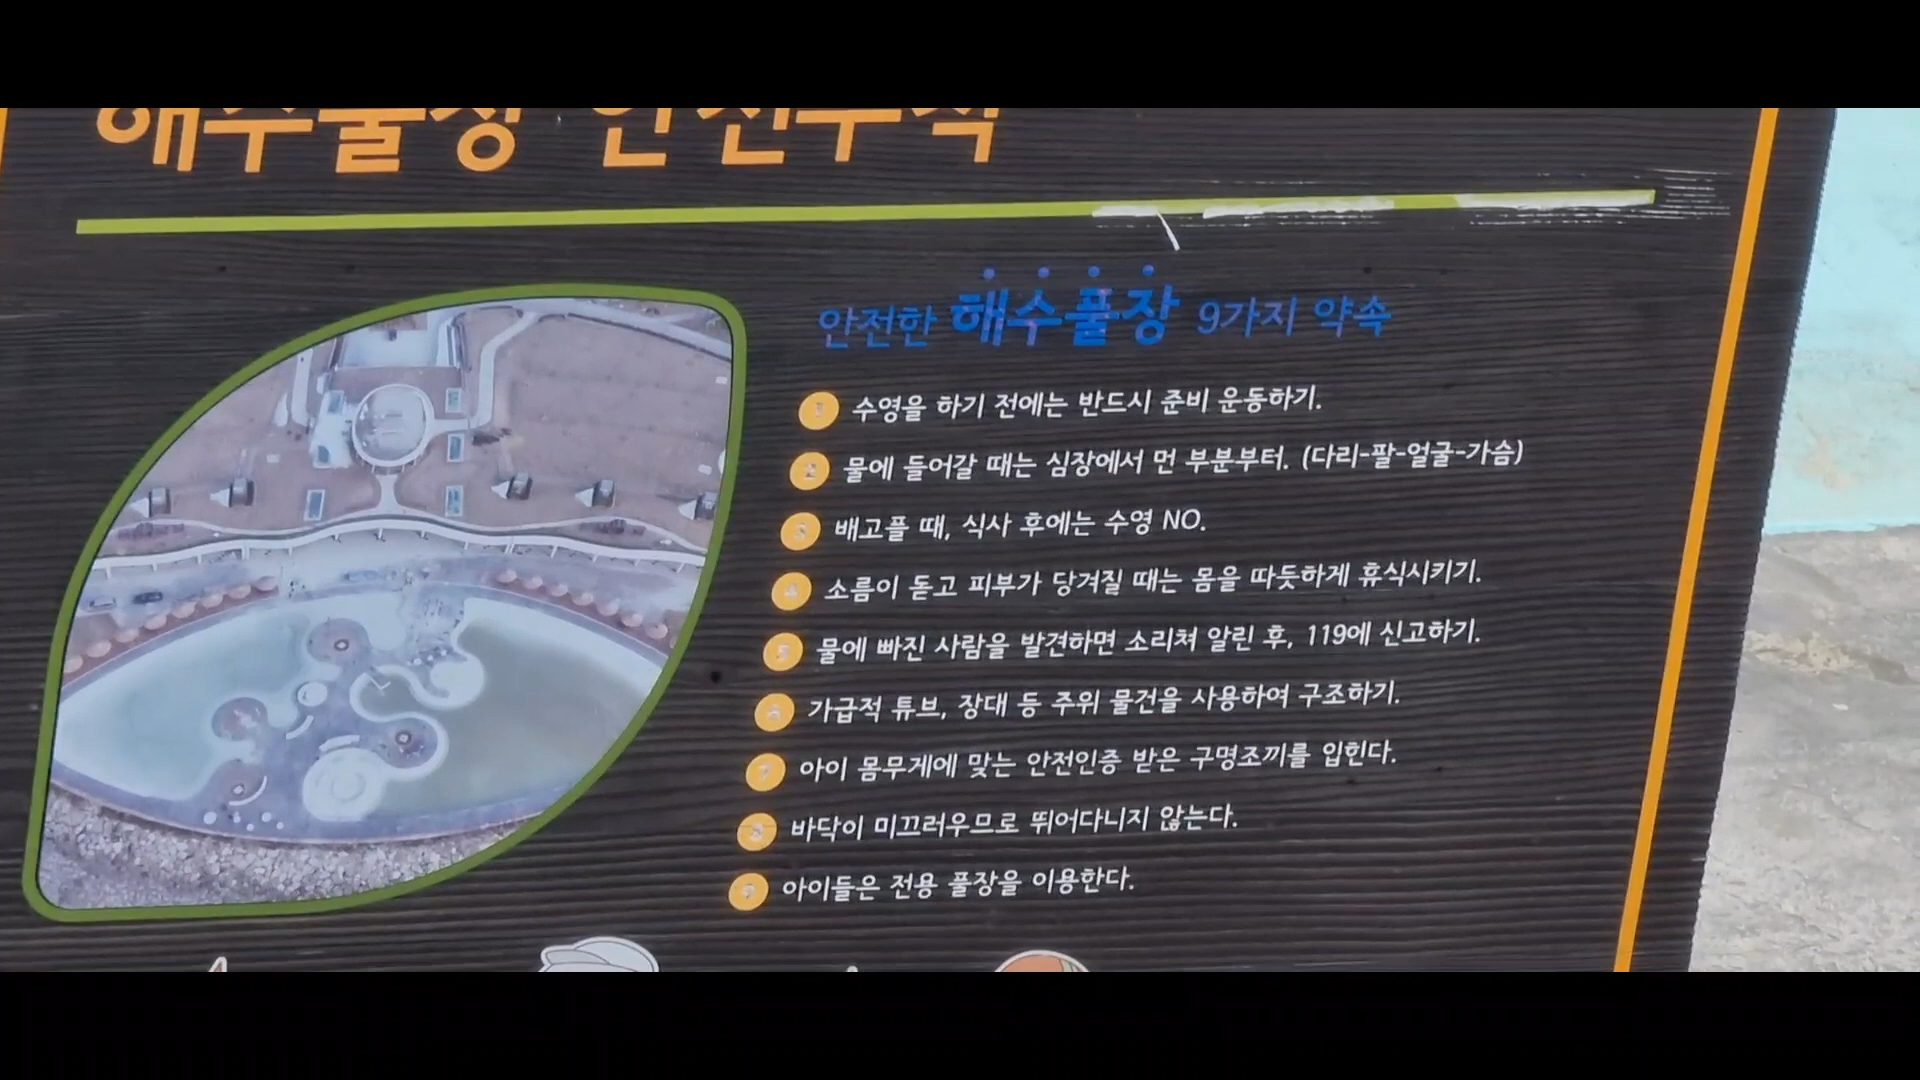 해수풀장 안전수칙
안전한 해수풀장 9가지 약속
1 수영을 하기 전에는 반드시 준비 운동하기.
2 물에 들어갈 때는 심장에서 먼 부분부터. (다리-팔-얼굴-가슴)
3 배고플 때, 식사 후에는 수영 NO.
4 소름이 돋고 피부가 당겨질 때는 몸을 따듯하게 휴식시키기.
5 물에 빠진 사람을 발견하면 소리쳐 알린 후, 119에 신고하기.
6 가급적 튜브, 장대 등 주위 물건을 사용하여 구조하기.
7 아이 몸무게에 맞는 안전인증 받은 구명조끼를 입힌다.
8 바닥이 미끄러우므로 뛰어다니지 않는다.
9 아이들은 전용 풀장을 이용한다.